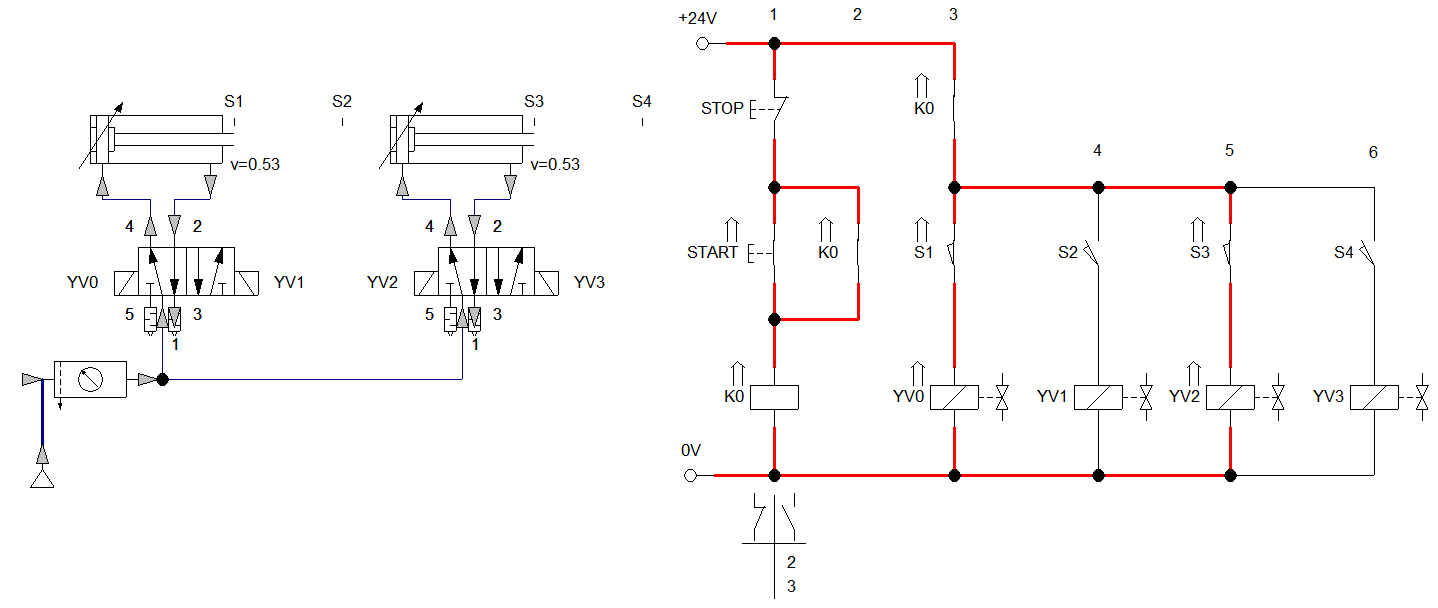 +24V 1 2 3
S1 S2 S3 S4
STOP K0
v=0.53 v=0.53
4 5 6
4 2 4 2
START K0 S1 S2 S3 S4
YV0 YV1 YV2 YV3
5 3 5 3
1 1
K0 YV0 YV1 YV2 YV3
0V
2
3